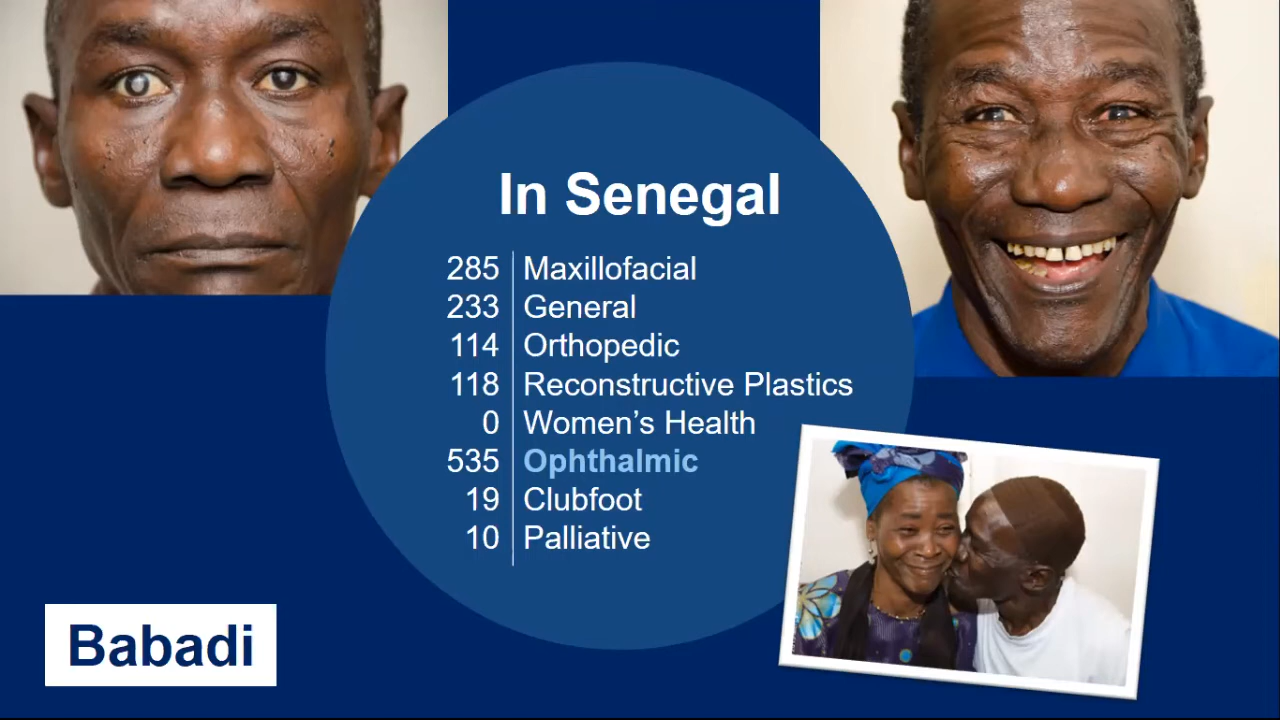 In Senegal
285 Maxillofacial
233 General
114 Orthopedic
118 Reconstructive Plastics
0 Women’s Health
535 Ophthalmic
19 Clubfoot
10 Palliative
Babadi